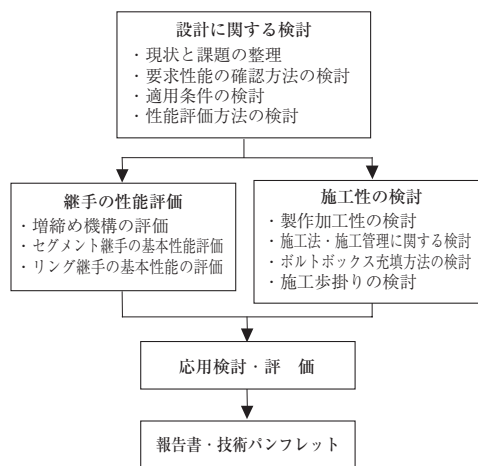 設計に関する検討
・現状と課題の整理
・要求性能の確認方法の検討
・適用条件の検討
・性能評価方法の検討
継手の性能評価
・増締め機構の評価
・セグメント継手の基本性能評価
・リング継手の基本性能の評価
施工性の検討
・製作加工性の検討
・施工法・施工管理に関する検討
・ボルトボックス充填方法の検討
・施工歩掛りの検討
応用検討・評　価
報告書・技術パンフレット